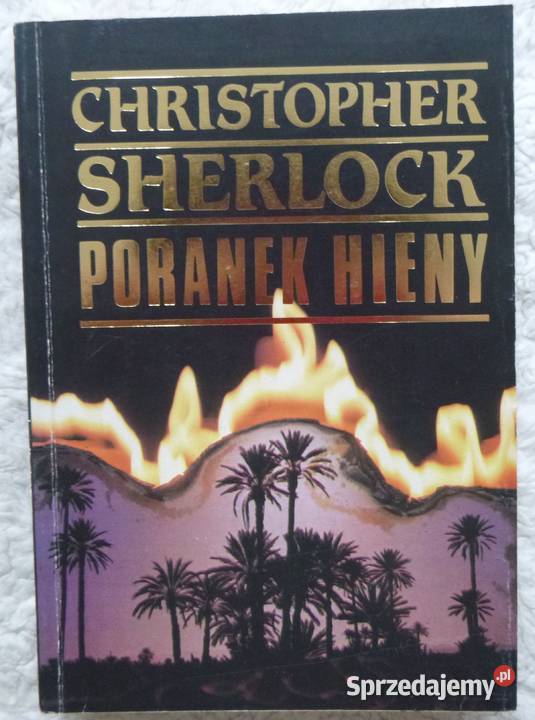 CHRISTOPHER
SHERLOCK
PORANEK HIENY
Sprzedajemy.pl